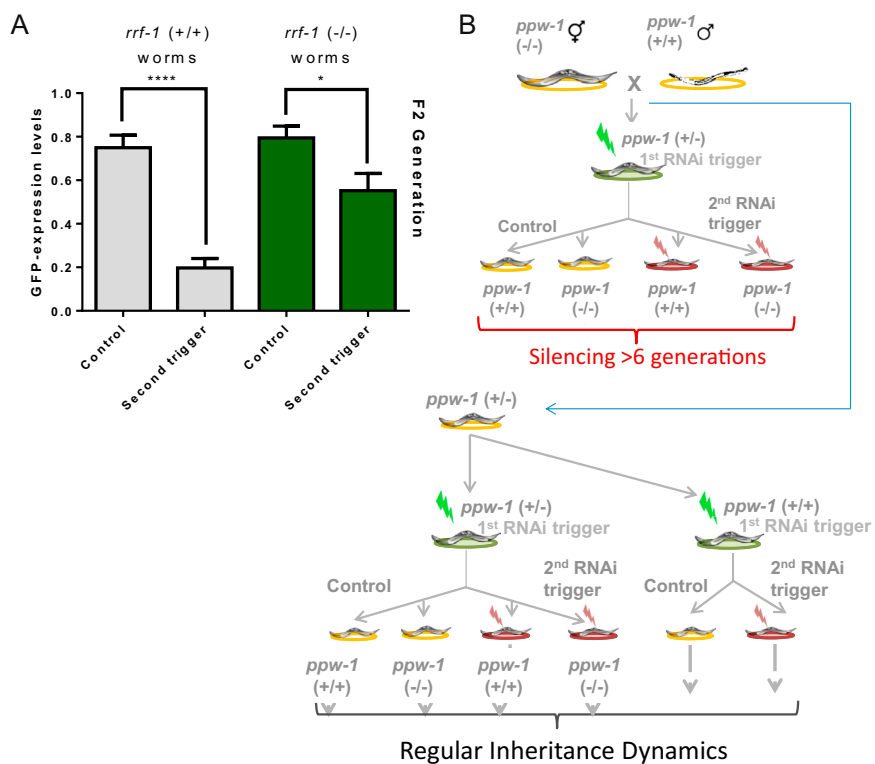 A
rrf-1 (+/+)
worms
rrf-1 (-/-)
worms
****
*
GFP-expression levels
1.0
0.8
0.6
0.4
0.2
0.0
Control
Second trigger
Control
Second trigger
F2 Generation
B
ppw-1 ⚥
(-/-)
ppw-1 ♂
(+/+)
X
ppw-1 (+/-)
1st RNAi trigger
Control
2nd RNAi
trigger
ppw-1 ppw-1 ppw-1 ppw-1
(+/+) (-/-) (+/+) (-/-)
Silencing >6 generations
ppw-1 (+/-)
ppw-1 (+/-)
1st RNAi trigger
ppw-1 (+/+)
1st RNAi trigger
Control
2nd RNAi
trigger
Control
2nd RNAi
trigger
ppw-1 ppw-1 ppw-1 ppw-1
(+/+) (-/-) (+/+) (-/-)
Regular Inheritance Dynamics